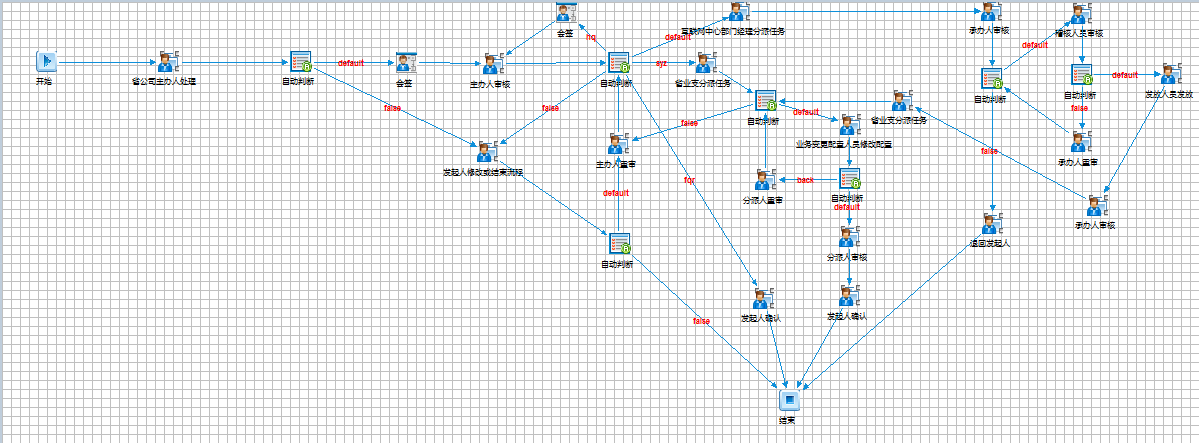 会签
hq
default
互联网中心部门经理分派任务
承办人审核
稽核人员审核
default
开始
省公司主办人处理
自动判断
default
会签
主办人审核
自动判断
syz
省业支分派任务
自动判断
自动判断
default
发放人员发放
false
false
false
自动判断
default
省业支分派任务
false
业务变更配置人员修改配置
false
承办人重审
发起人修改或结束流程
主办人重审
default
fqr
分派人重审
back
自动判断
default
承办人审核
退回发起人
自动判断
分派人审核
false
发起人确认
发起人确认
结束